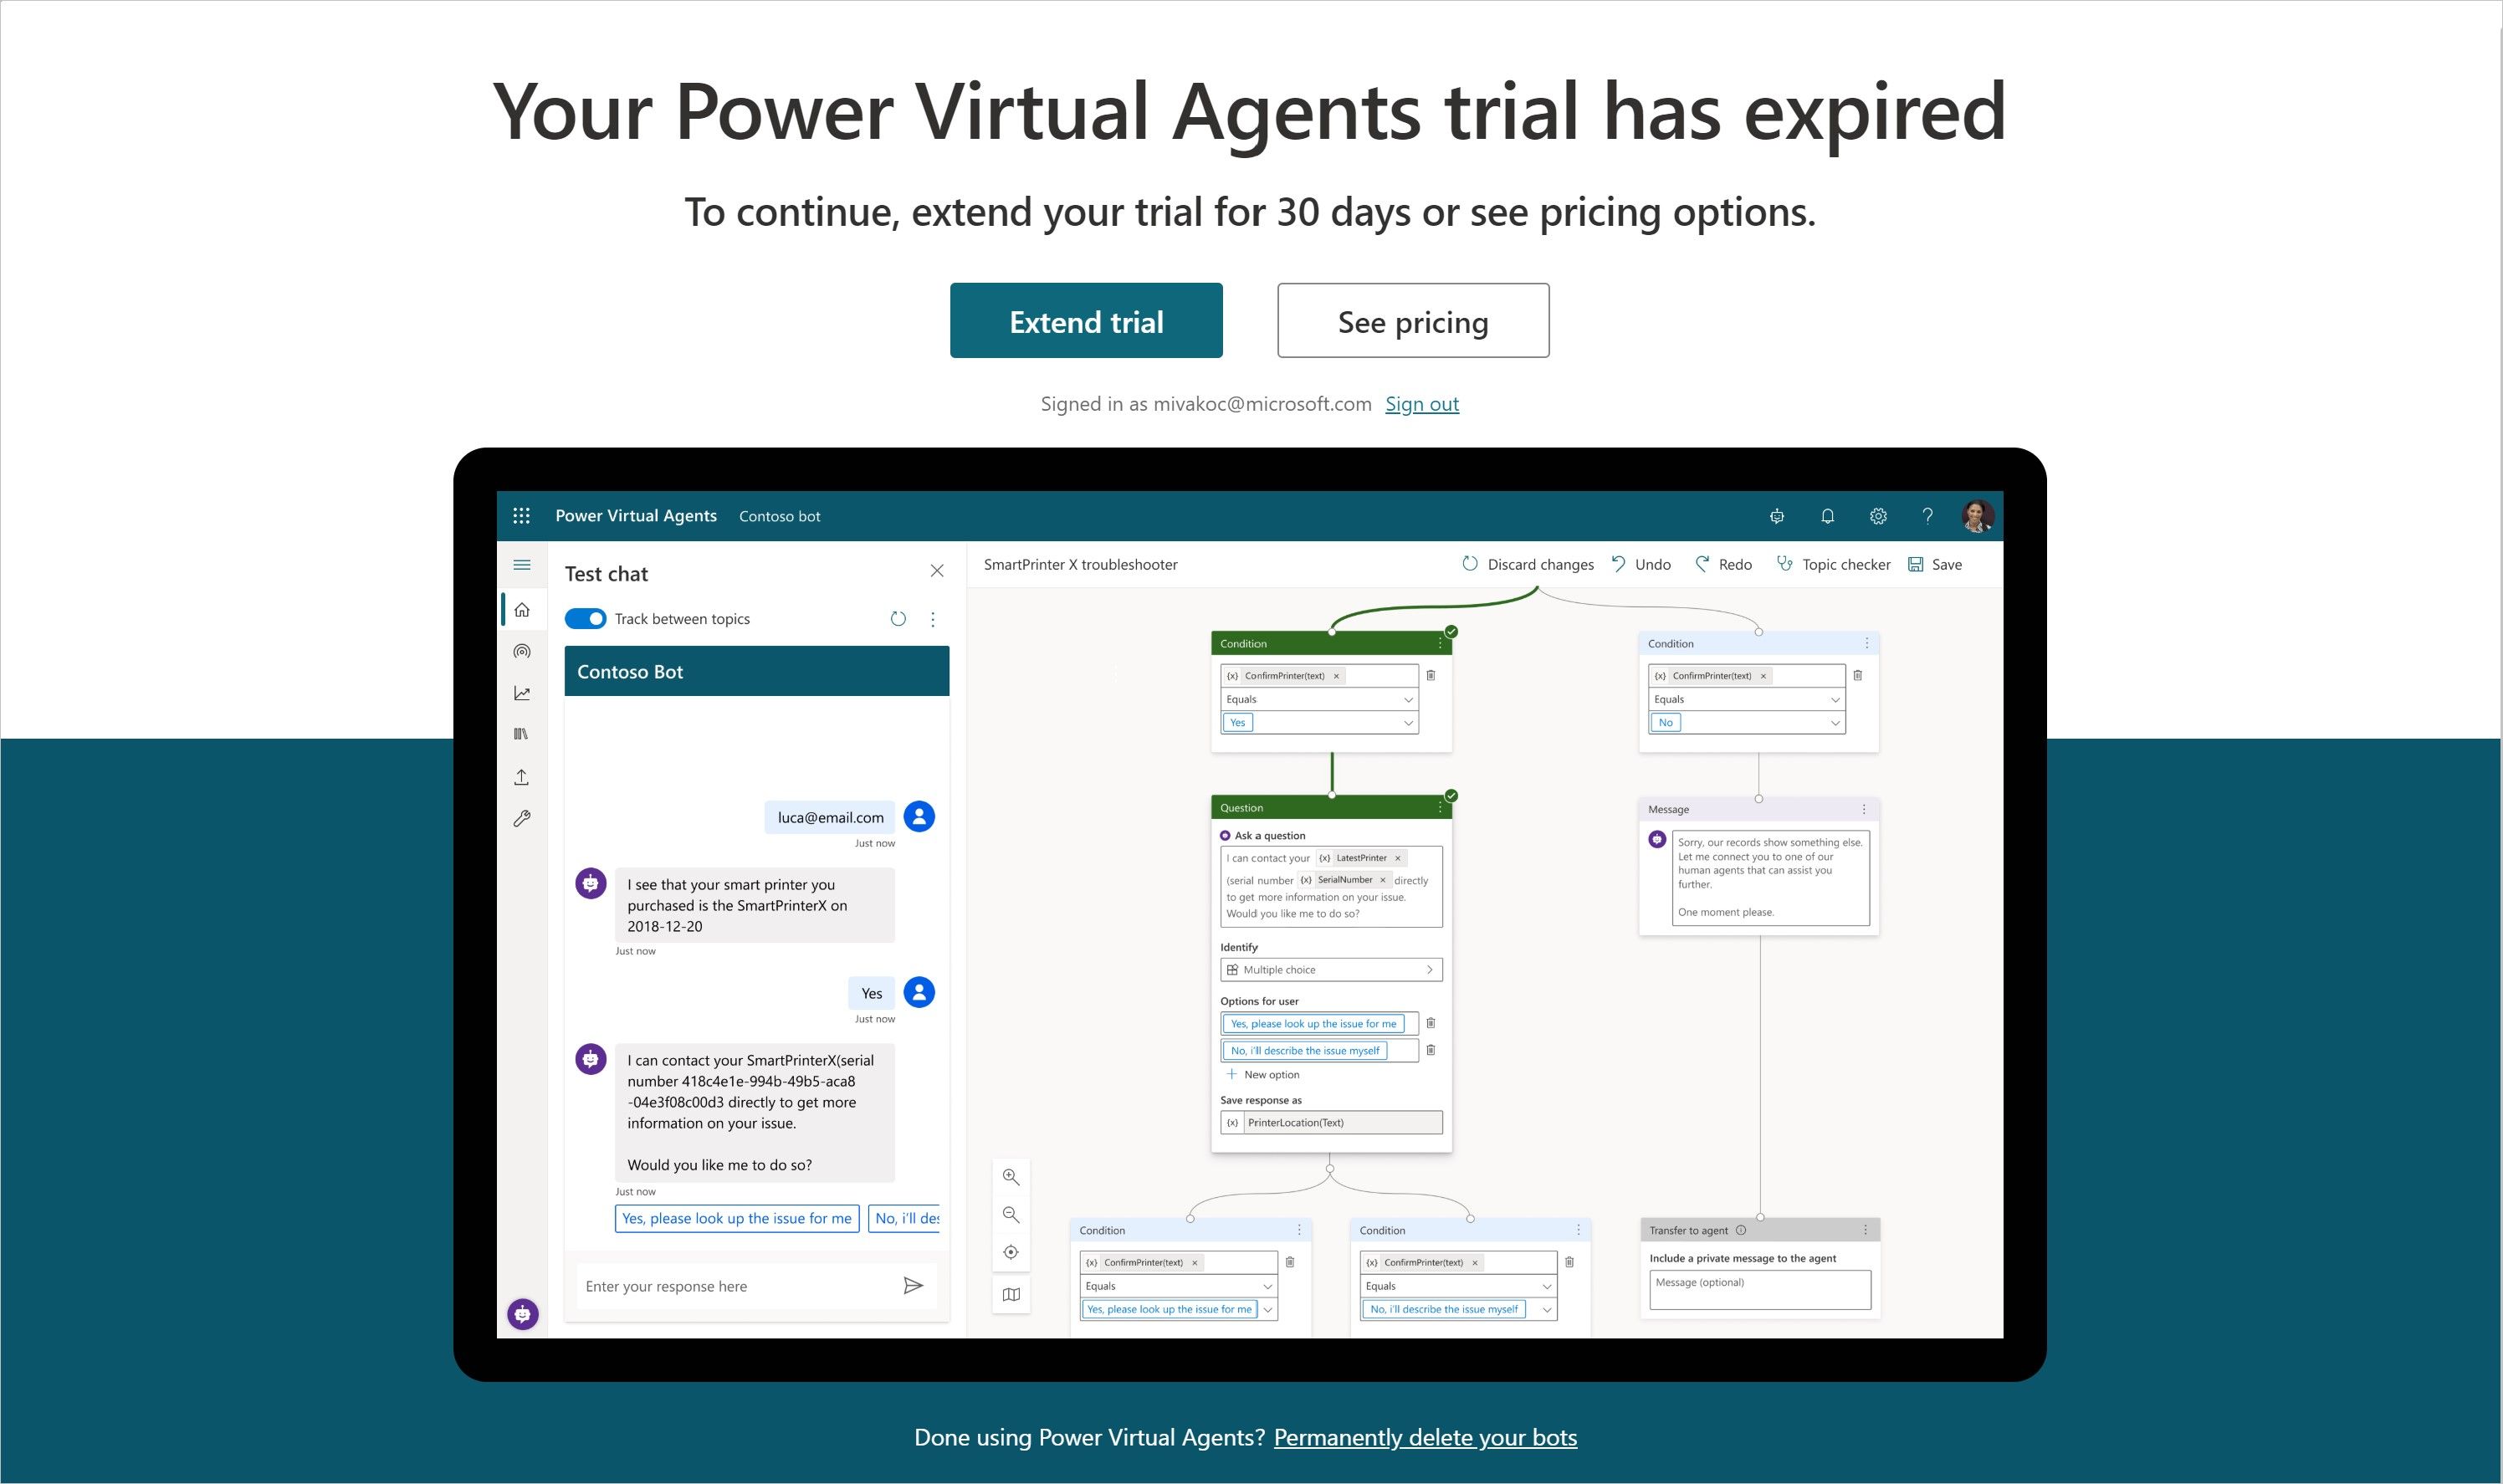 Your Power Virtual Agents trial has expired
To continue, extend your trial for 30 days or see pricing options.
Extend trial
See pricing
Signed in as mivakoc@microsoft.com Sign out
Power Virtual Agents Contoso bot
?
Test chat
Track between topics
Contoso Bot
luca@email.com
Just now
I see that your smart printer you
purchased is the SmartPrinterX on
2018-12-20
Just now
Yes
Just now
I can contact your SmartPrinterX(serial
number 418c4e1e-994b-49b5-aca8
-04e3f08c00d3 directly to get more
information on your issue.
Would you like me to do so?
Just now
Yes, please look up the issue for me
No, i'll des
Enter your response here
SmartPrinter X troubleshooter
Discard changes Undo Redo Topic checker Save
Condition
{x} ConfirmPrinter(text) ×
Equals
Yes
Condition
{x} ConfirmPrinter(text) ×
Equals
No
Question
Ask a question
I can contact your {x} LatestPrinter ×
(serial number {x} SerialNumber × directly
to get more information on your issue.
Would you like me to do so?
Identify
Multiple choice
Options for user
Yes, please look up the issue for me
No, i'll describe the issue myself
+ New option
Save response as
{x} PrinterLocation(Text)
Message
Sorry, our records show something else.
Let me connect you to one of our
human agents that can assist you
further.
One moment please.
Condition
{x} ConfirmPrinter(text) ×
Equals
Yes, please look up the issue for me
Condition
{x} ConfirmPrinter(text) ×
Equals
No, i'll describe the issue myself
Transfer to agent
Include a private message to the agent
Message (optional)
Done using Power Virtual Agents? Permanently delete your bots